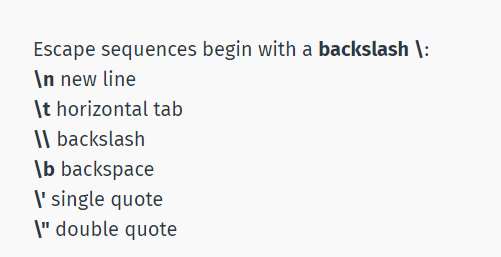 Escape sequences begin with a backslash \:
\n new line
\t horizontal tab
\\ backslash
\b backspace
\' single quote
\" double quote